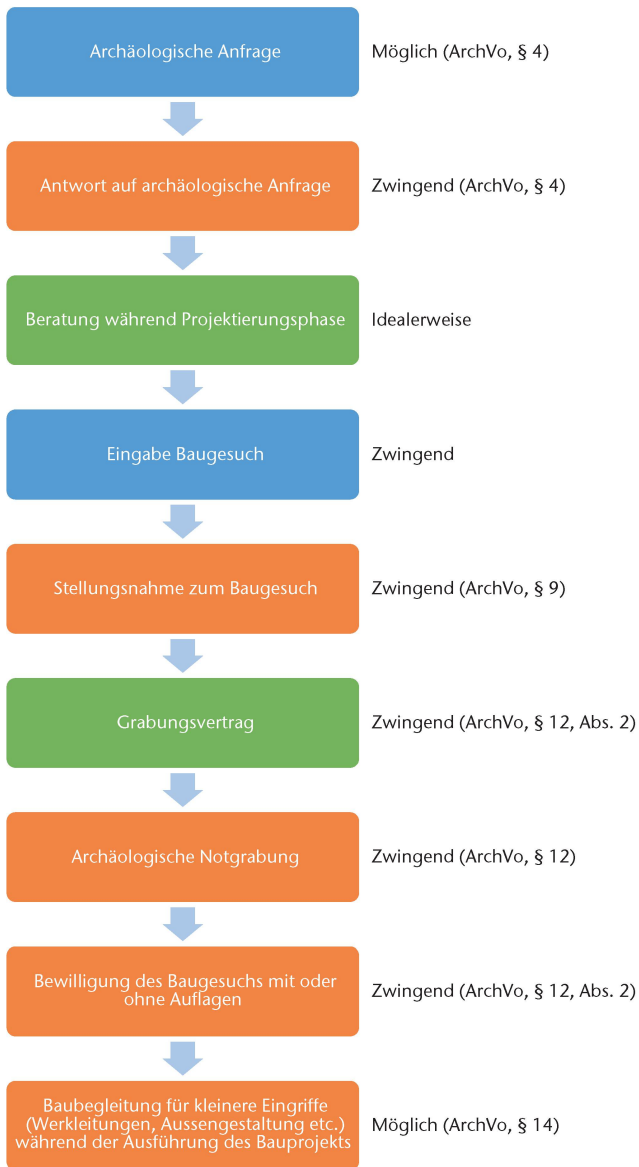 Archäologische Anfrage
Möglich (ArchVo, § 4)
Antwort auf archäologische Anfrage
Zwingend (ArchVo, § 4)
Beratung während Projektierungsphase
Idealerweise
Eingabe Baugesuch
Zwingend
Stellungsnahme zum Baugesuch
Zwingend (ArchVo, § 9)
Grabungsvertrag
Zwingend (ArchVo, § 12, Abs. 2)
Archäologische Notgrabung
Zwingend (ArchVo, § 12)
Bewilligung des Baugesuchs mit oder
ohne Auflagen
Zwingend (ArchVo, § 12, Abs. 2)
Baubegleitung für kleinere Eingriffe
(Werkleitungen, Aussengestaltung etc.)
während der Ausführung des Bauprojekts
Möglich (ArchVo, § 14)